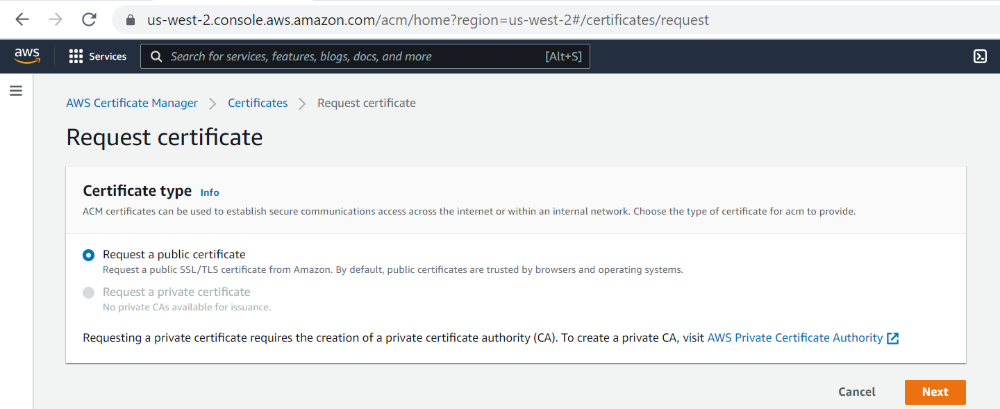 us-west-2.console.aws.amazon.com/acm/home?region=us-west-2#/certificates/request
aws Services Search for services, features, blogs, docs, and more [Alt+S]
AWS Certificate Manager Certificates Request certificate
Request certificate
Certificate type Info
ACM certificates can be used to establish secure communications access across the internet or within an internal network. Choose the type of certificate for acm to provide.
Request a public certificate
Request a public SSL/TLS certificate from Amazon. By default, public certificates are trusted by browsers and operating systems.
Request a private certificate
No private CAs available for issuance.
Requesting a private certificate requires the creation of a private certificate authority (CA). To create a private CA, visit AWS Private Certificate Authority
Cancel Next